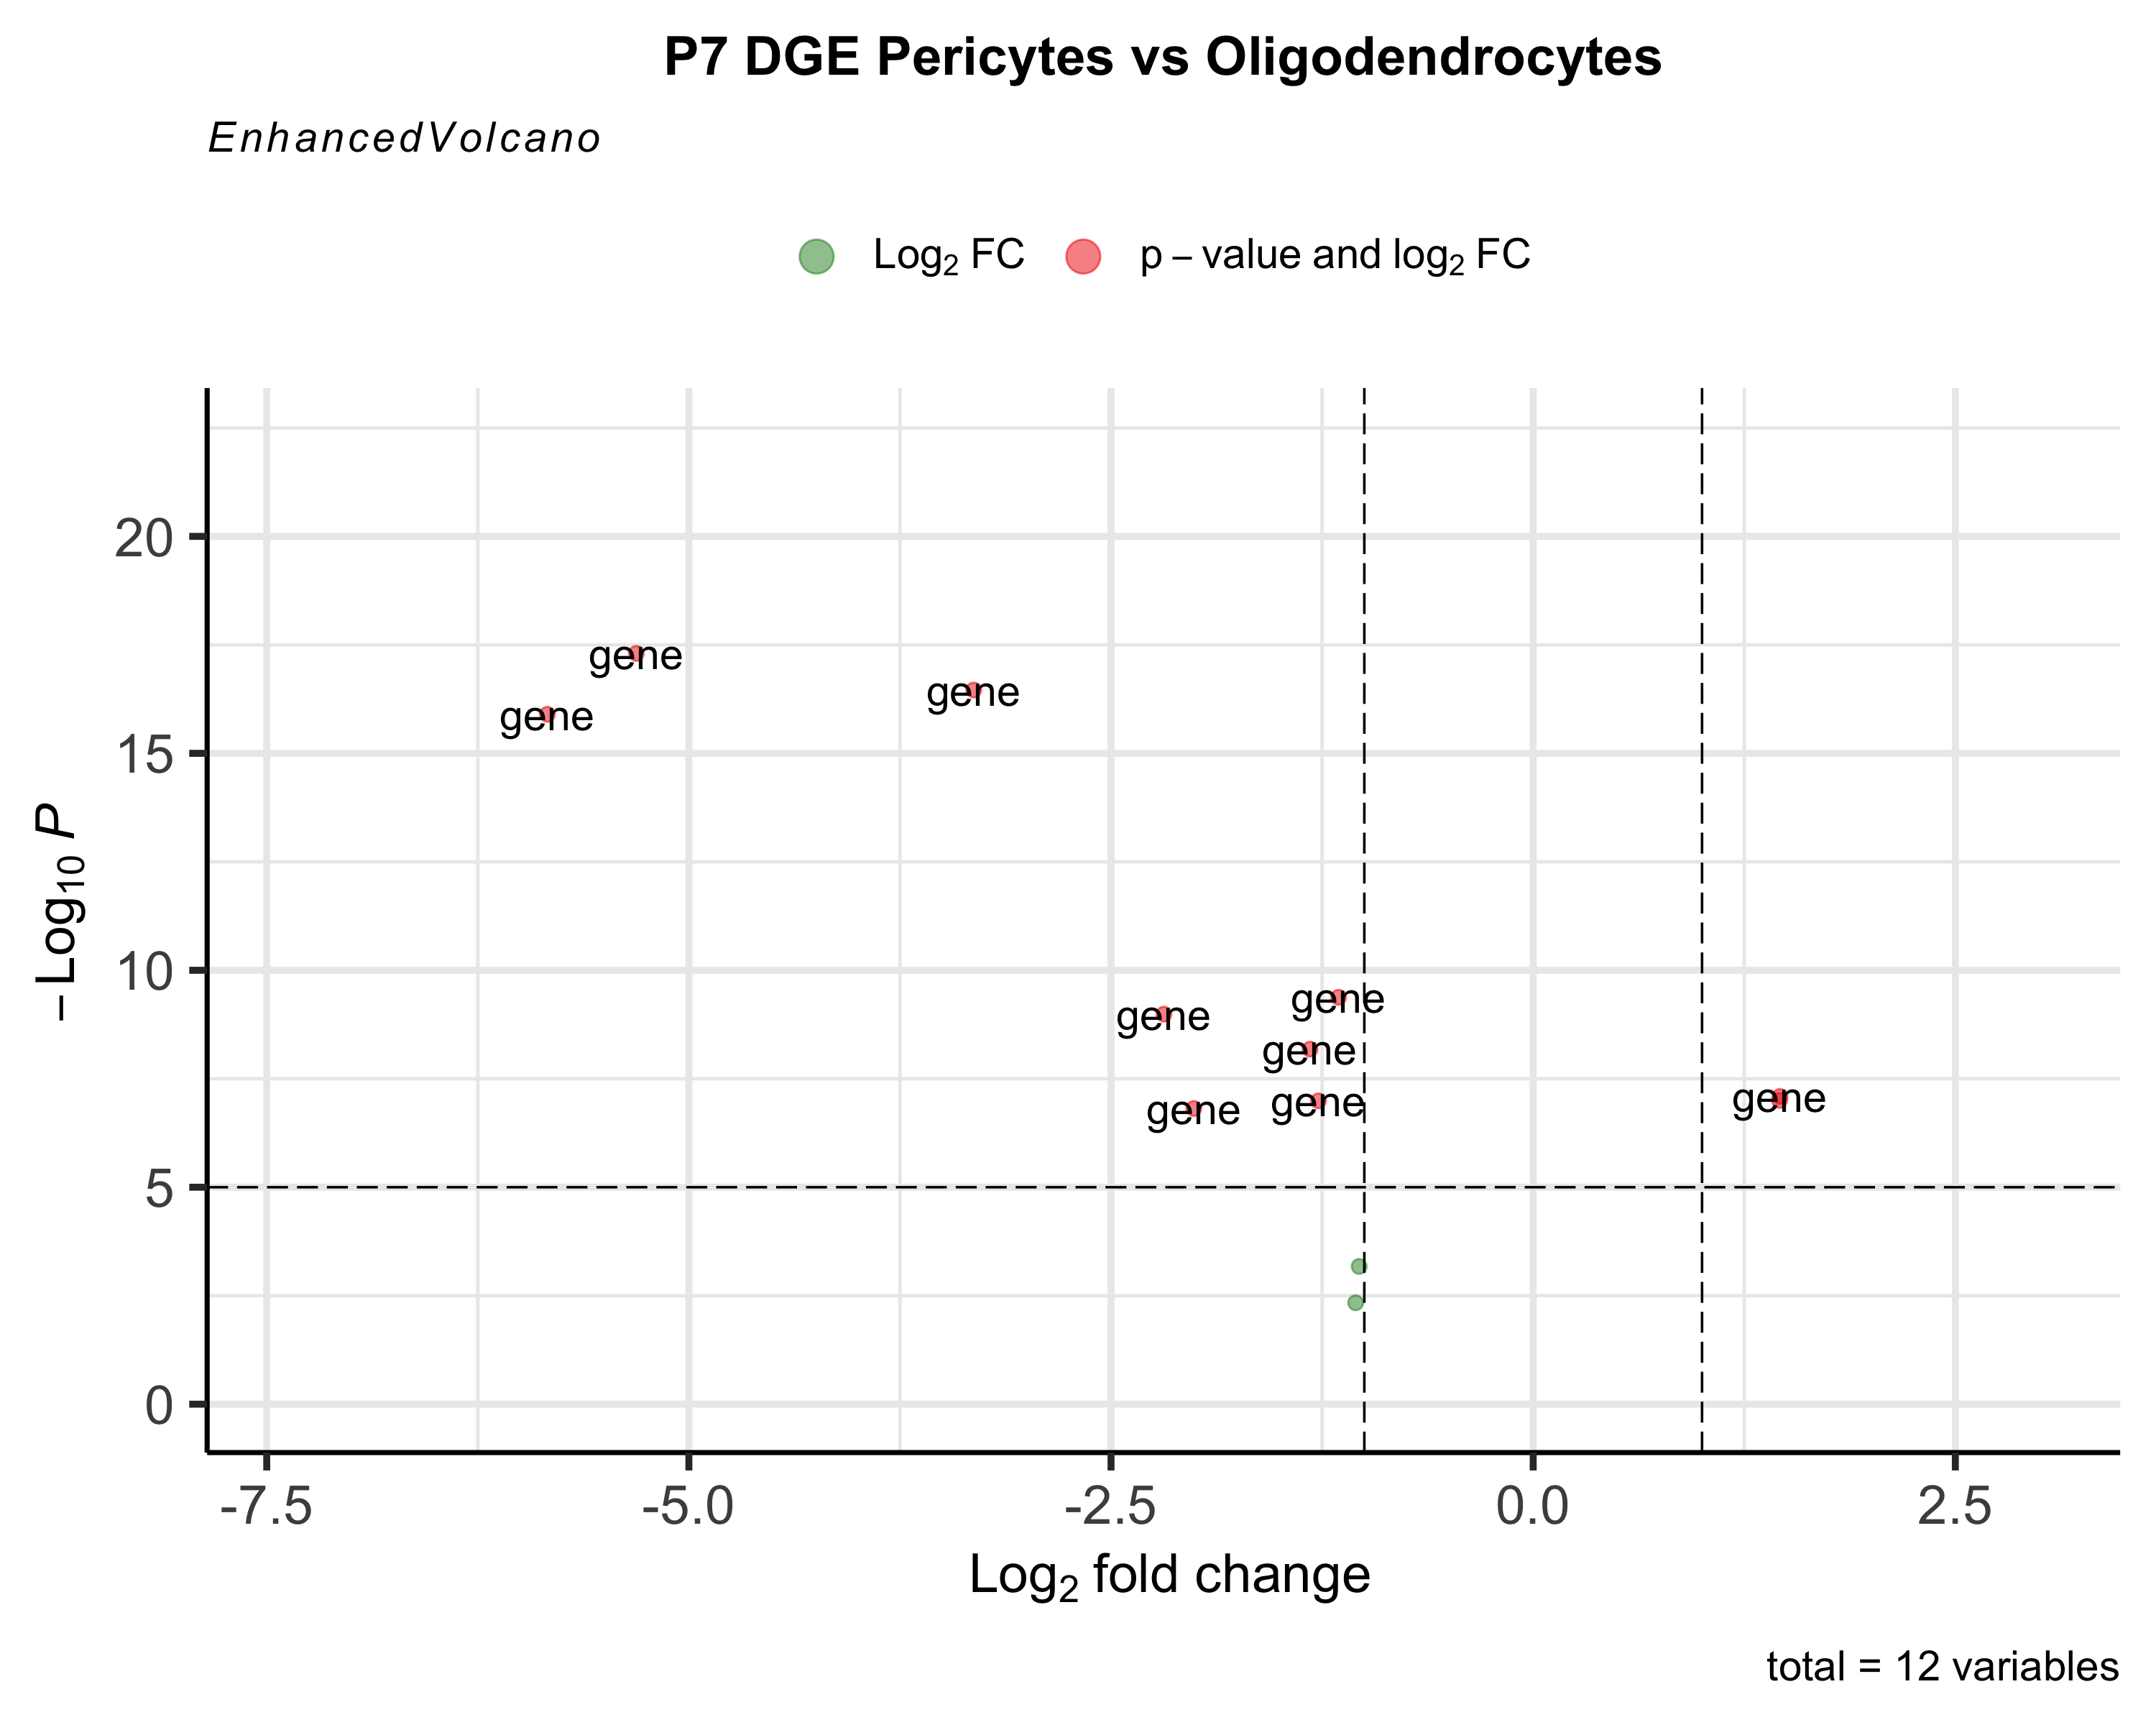 P7 DGE Pericytes vs Oligodendrocytes
EnhancedVolcano
Log₂ FC
p – value and log₂ FC
– Log₁₀ P
20
15
10
5
0
gene
gene
gene
gene
gene
gene
gene
gene
gene
-7.5
-5.0
-2.5
0.0
2.5
Log₂ fold change
total = 12 variables